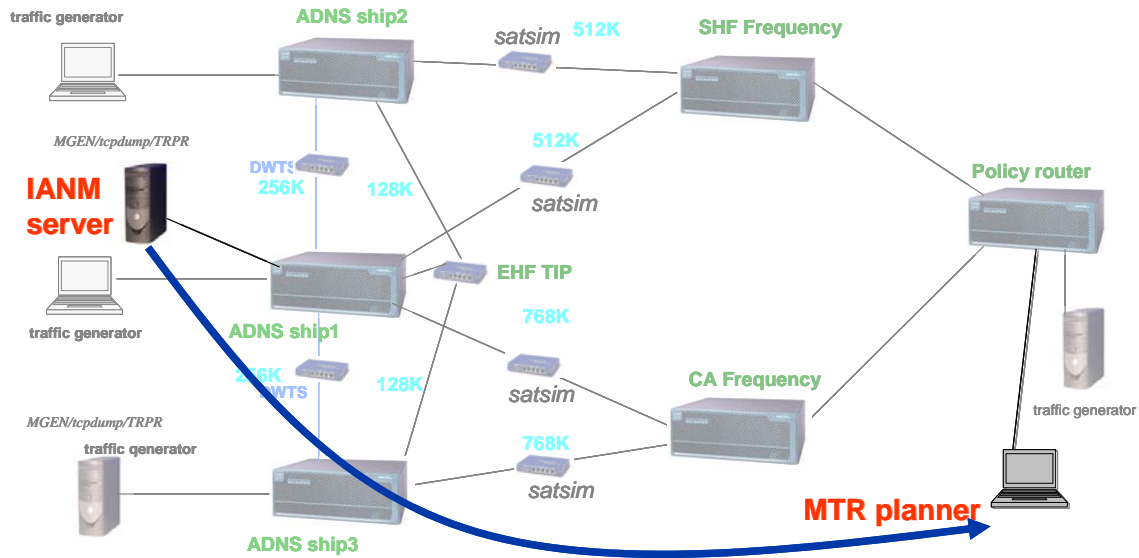 traffic generator
ADNS ship2
satsim
512K
SHF Frequency
MGEN/tcpdump/TRPR
DWTS
256K
128K
512K
satsim
Policy router
IANM
server
EHF TIP
traffic generator
ADNS ship1
768K
256K
DWTS
128K
satsim
CA Frequency
traffic generator
MGEN/tcpdump/TRPR
traffic generator
768K
satsim
MTR planner
ADNS ship3